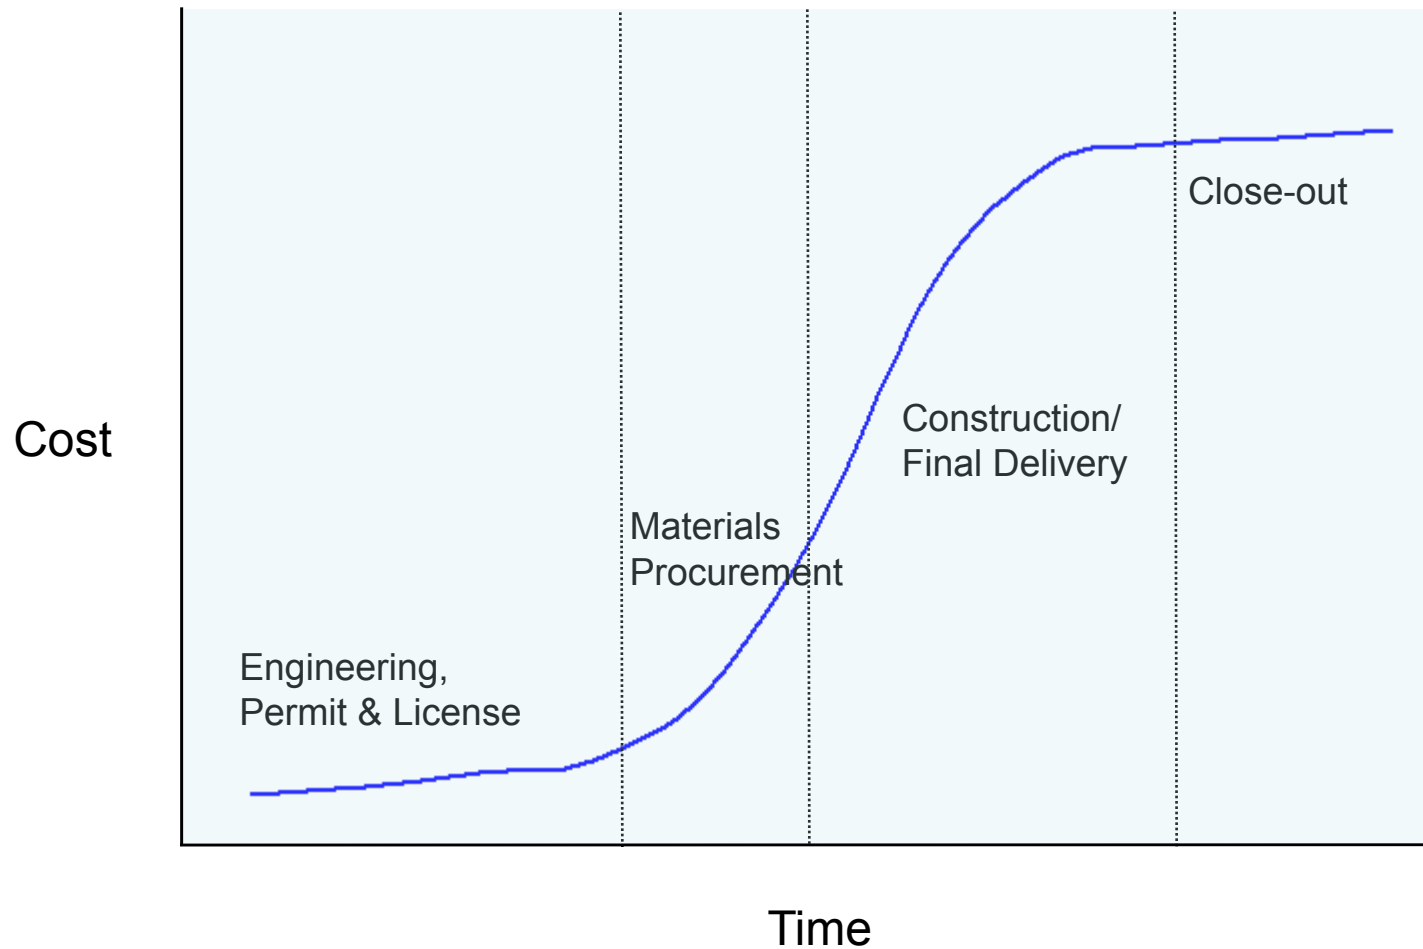 Close-out
Construction/
Final Delivery
Cost
Materials
Procurement
Engineering,
Permit & License
Time